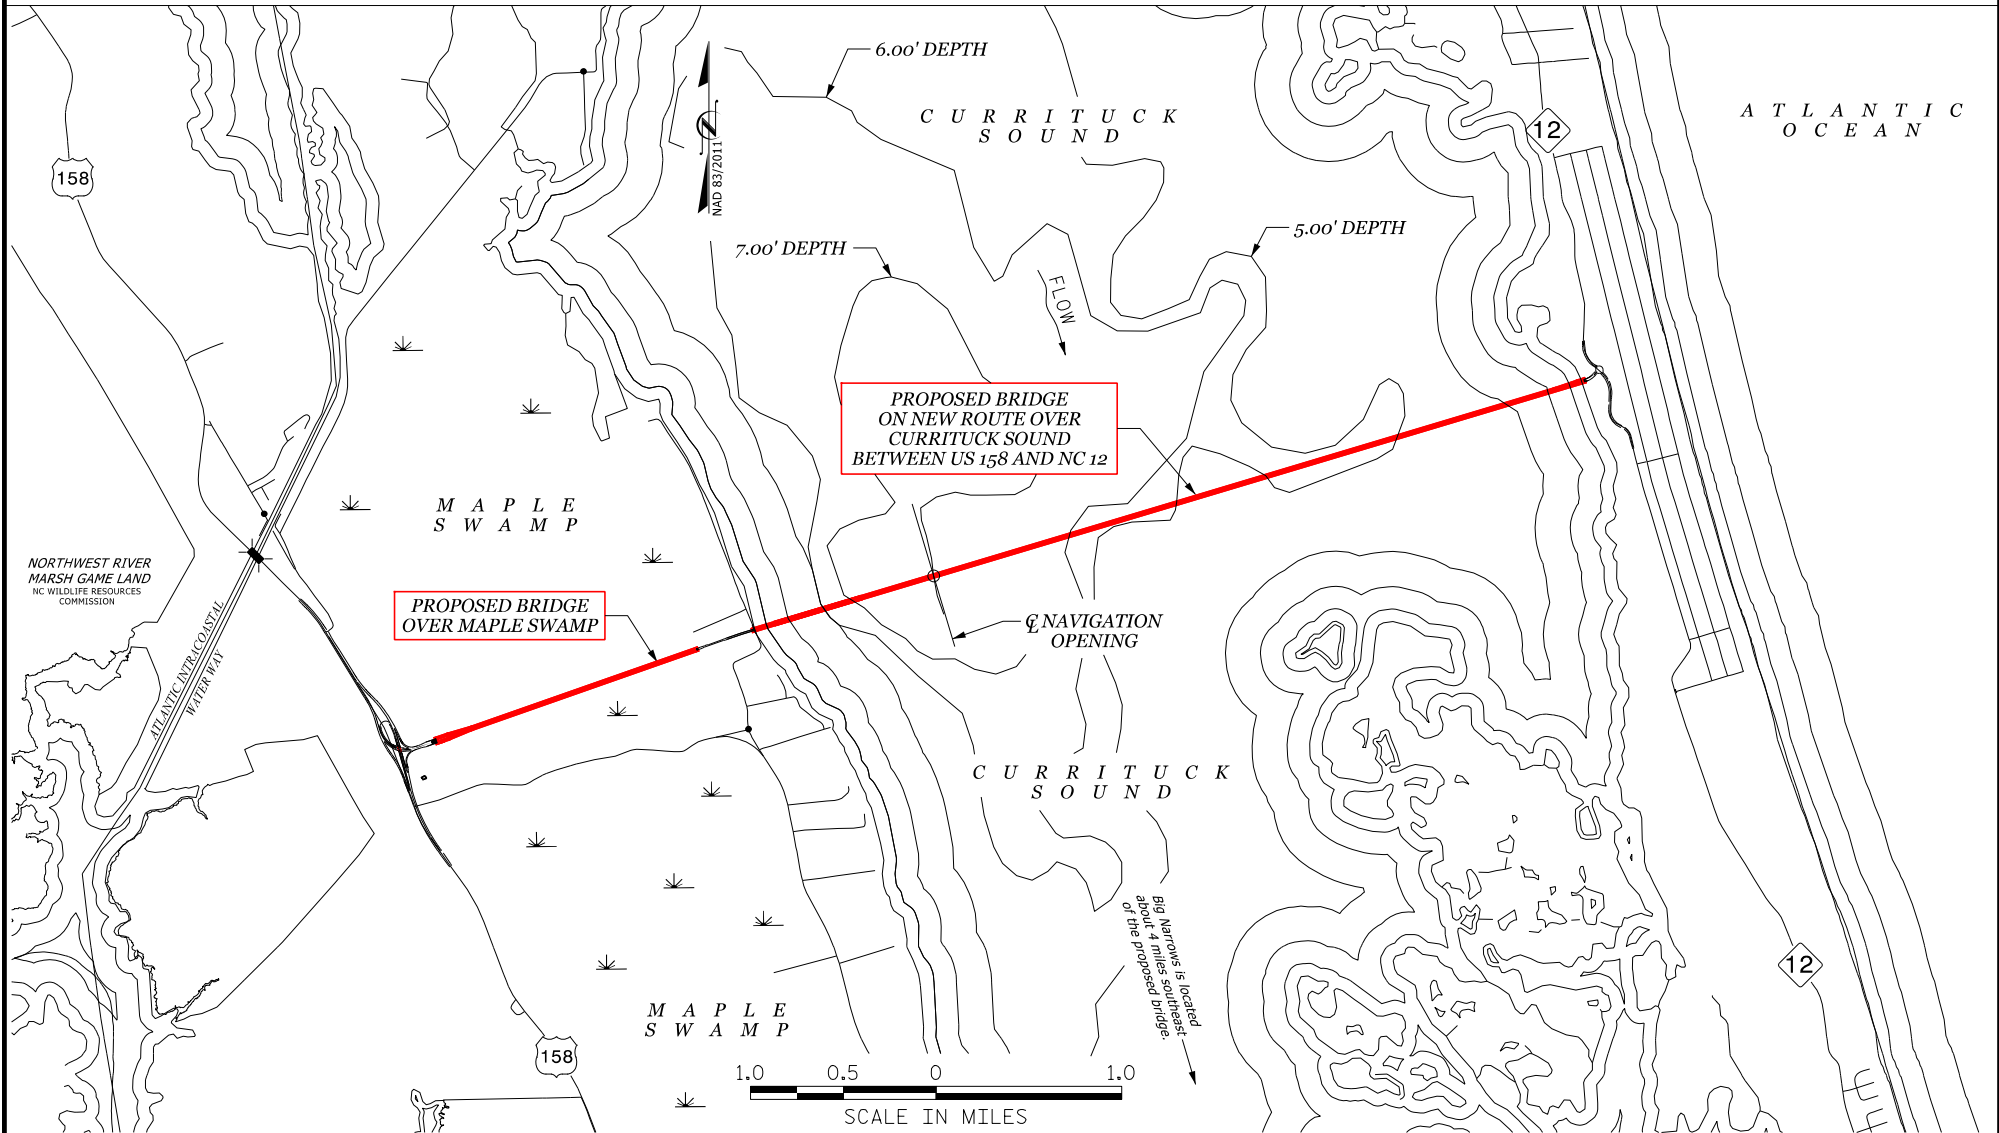 6.00' DEPTH
C U R R I T U C K
S O U N D
A T L A N T I C
O C E A N
12
158
N
NAD 83/2011
7.00' DEPTH
5.00' DEPTH
FLOW
PROPOSED BRIDGE
ON NEW ROUTE OVER
CURRITUCK SOUND
BETWEEN US 158 AND NC 12
M A P L E
S W A M P
NORTHWEST RIVER
MARSH GAME LAND
NC WILDLIFE RESOURCES
COMMISSION
ATLANTIC INTRACOASTAL
WATER WAY
PROPOSED BRIDGE
OVER MAPLE SWAMP
℄ NAVIGATION
OPENING
C U R R I T U C K
S O U N D
Big Narrows is located
about 4 miles southeast
of the proposed bridge.
12
M A P L E
S W A M P
158
1.0 0.5 0 1.0
SCALE IN MILES